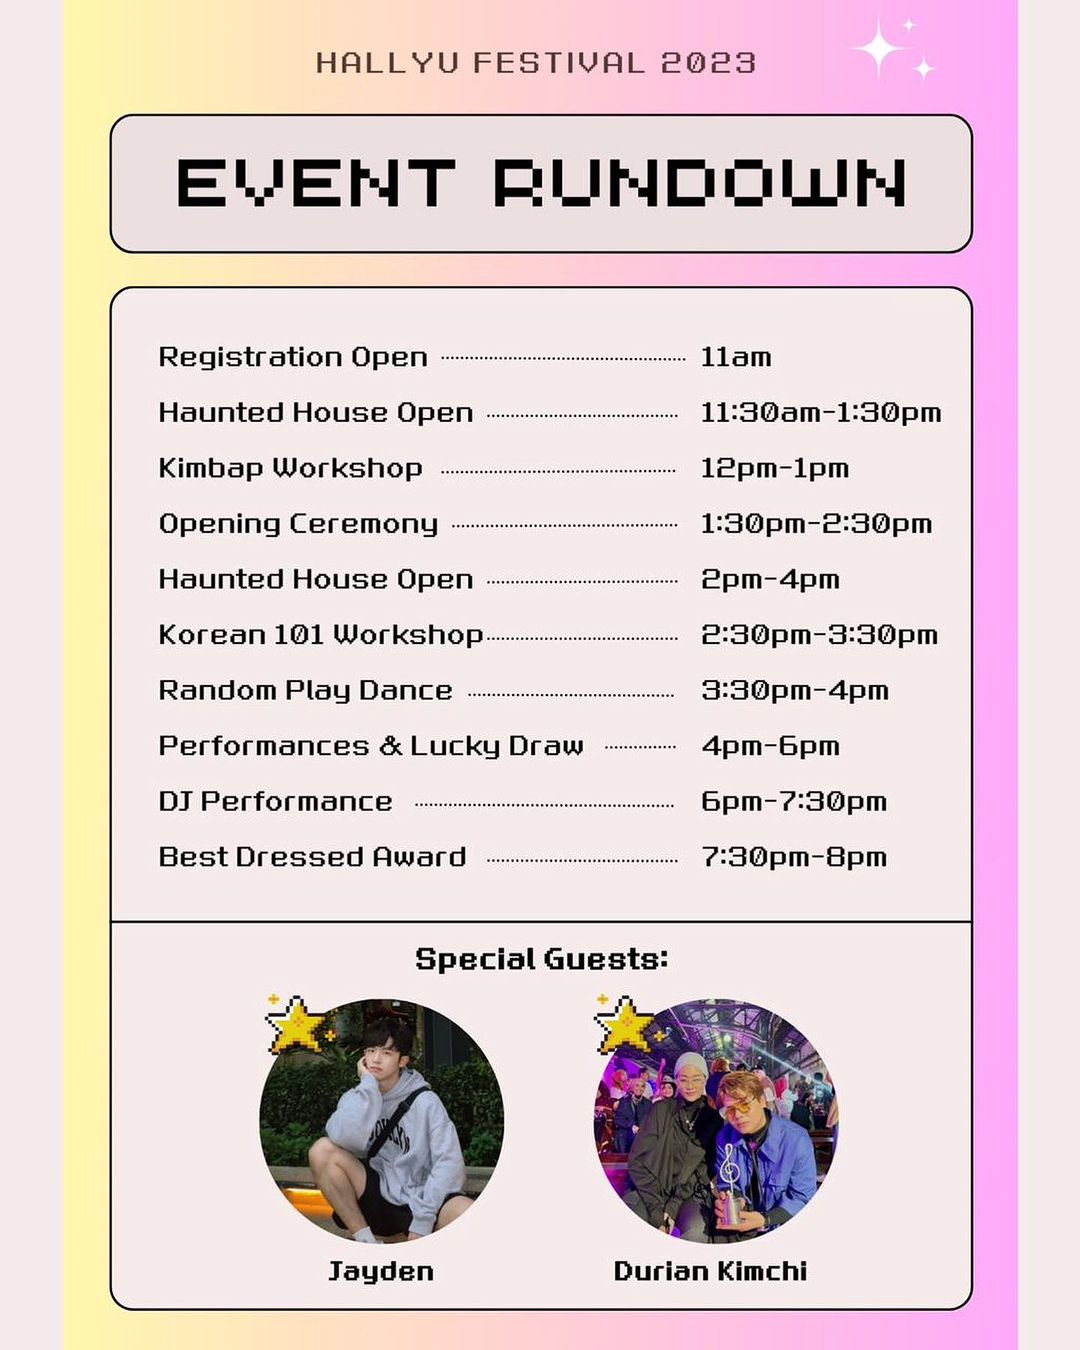 HALLYU FESTIVAL 2023
EVENT RUNDOWN
Registration Open 11am
Haunted House Open 11:30am-1:30pm
Kimbap Workshop 12pm-1pm
Opening Ceremony 1:30pm-2:30pm
Haunted House Open 2pm-4pm
Korean 101 Workshop 2:30pm-3:30pm
Random Play Dance 3:30pm-4pm
Performances & Lucky Draw 4pm-6pm
DJ Performance 6pm-7:30pm
Best Dressed Award 7:30pm-8pm
Special Guests:
Jayden
Durian Kimchi